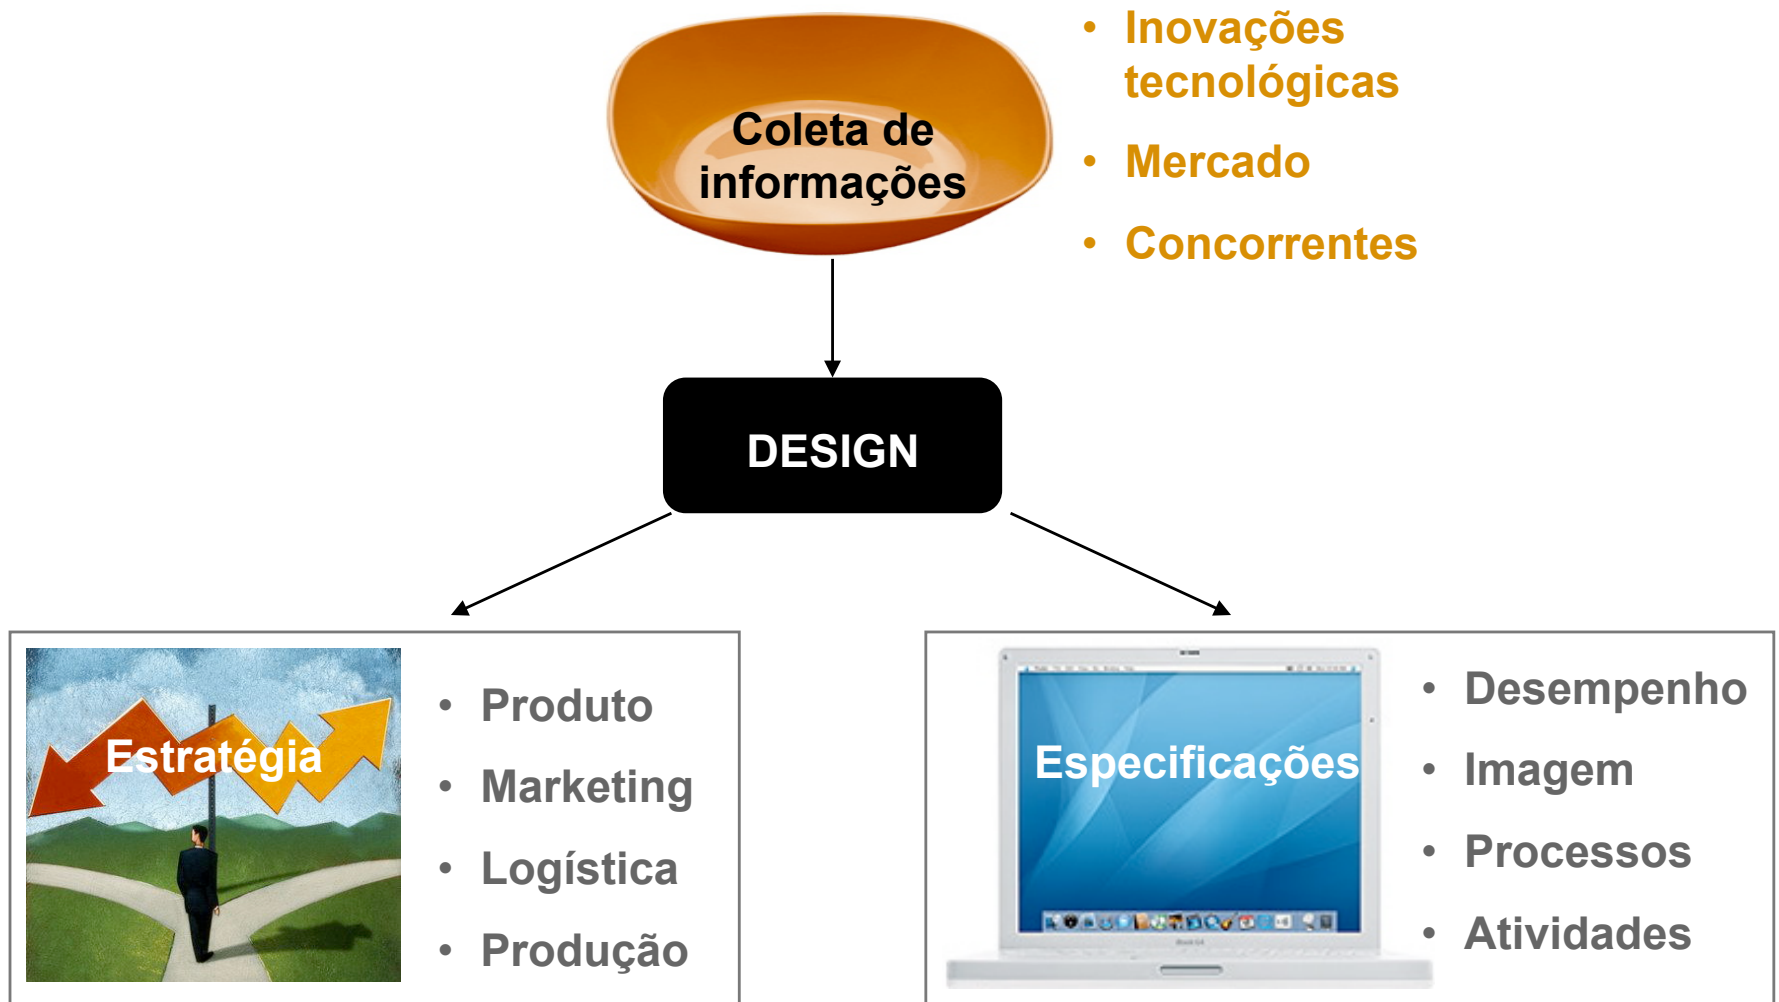 • Inovações
tecnológicas
• Mercado
• Concorrentes
Coleta de
informações
DESIGN
Estratégia
• Produto
• Marketing
• Logística
• Produção
Especificações
• Desempenho
• Imagem
• Processos
• Atividades